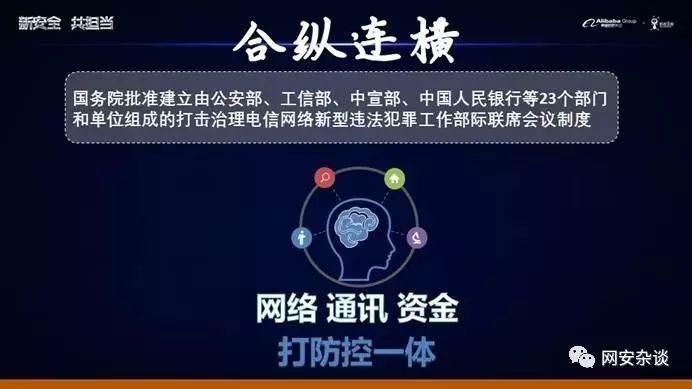 新安全 共担当
Alibaba Group
合纵连横
国务院批准建立由公安部、工信部、中宣部、中国人民银行等23个部门
和单位组成的打击治理电信网络新型违法犯罪工作部际联席会议制度
网络 通讯 资金
打防控一体
网安杂谈